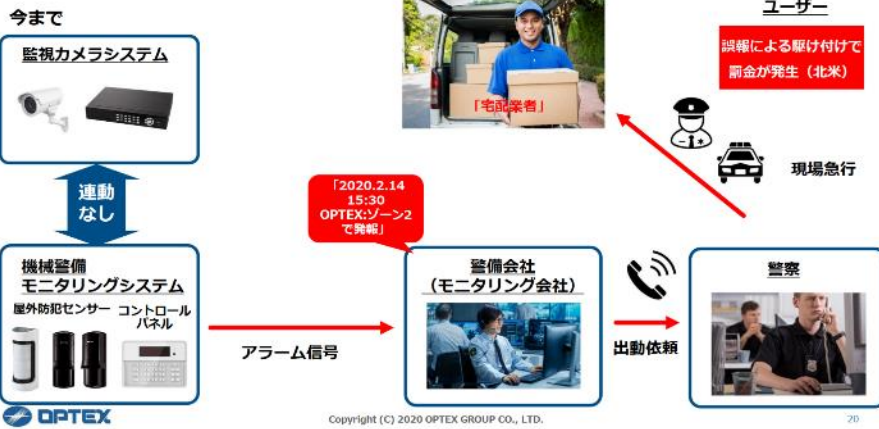 今まで
監視カメラシステム
連動
なし
機械警備
モニタリングシステム
屋外防犯センサー
コントロール
パネル
アラーム信号
「2020.2.14
15:30
OPTEX:ゾーン2
で発報」
警備会社
(モニタリング会社)
出動依頼
警察
現場急行
「宅配業者」
ユーザー
誤報による駆け付けで
罰金が発生(北米)
OPTEX
Copyright (C) 2020 OPTEX GROUP CO., LTD.
20